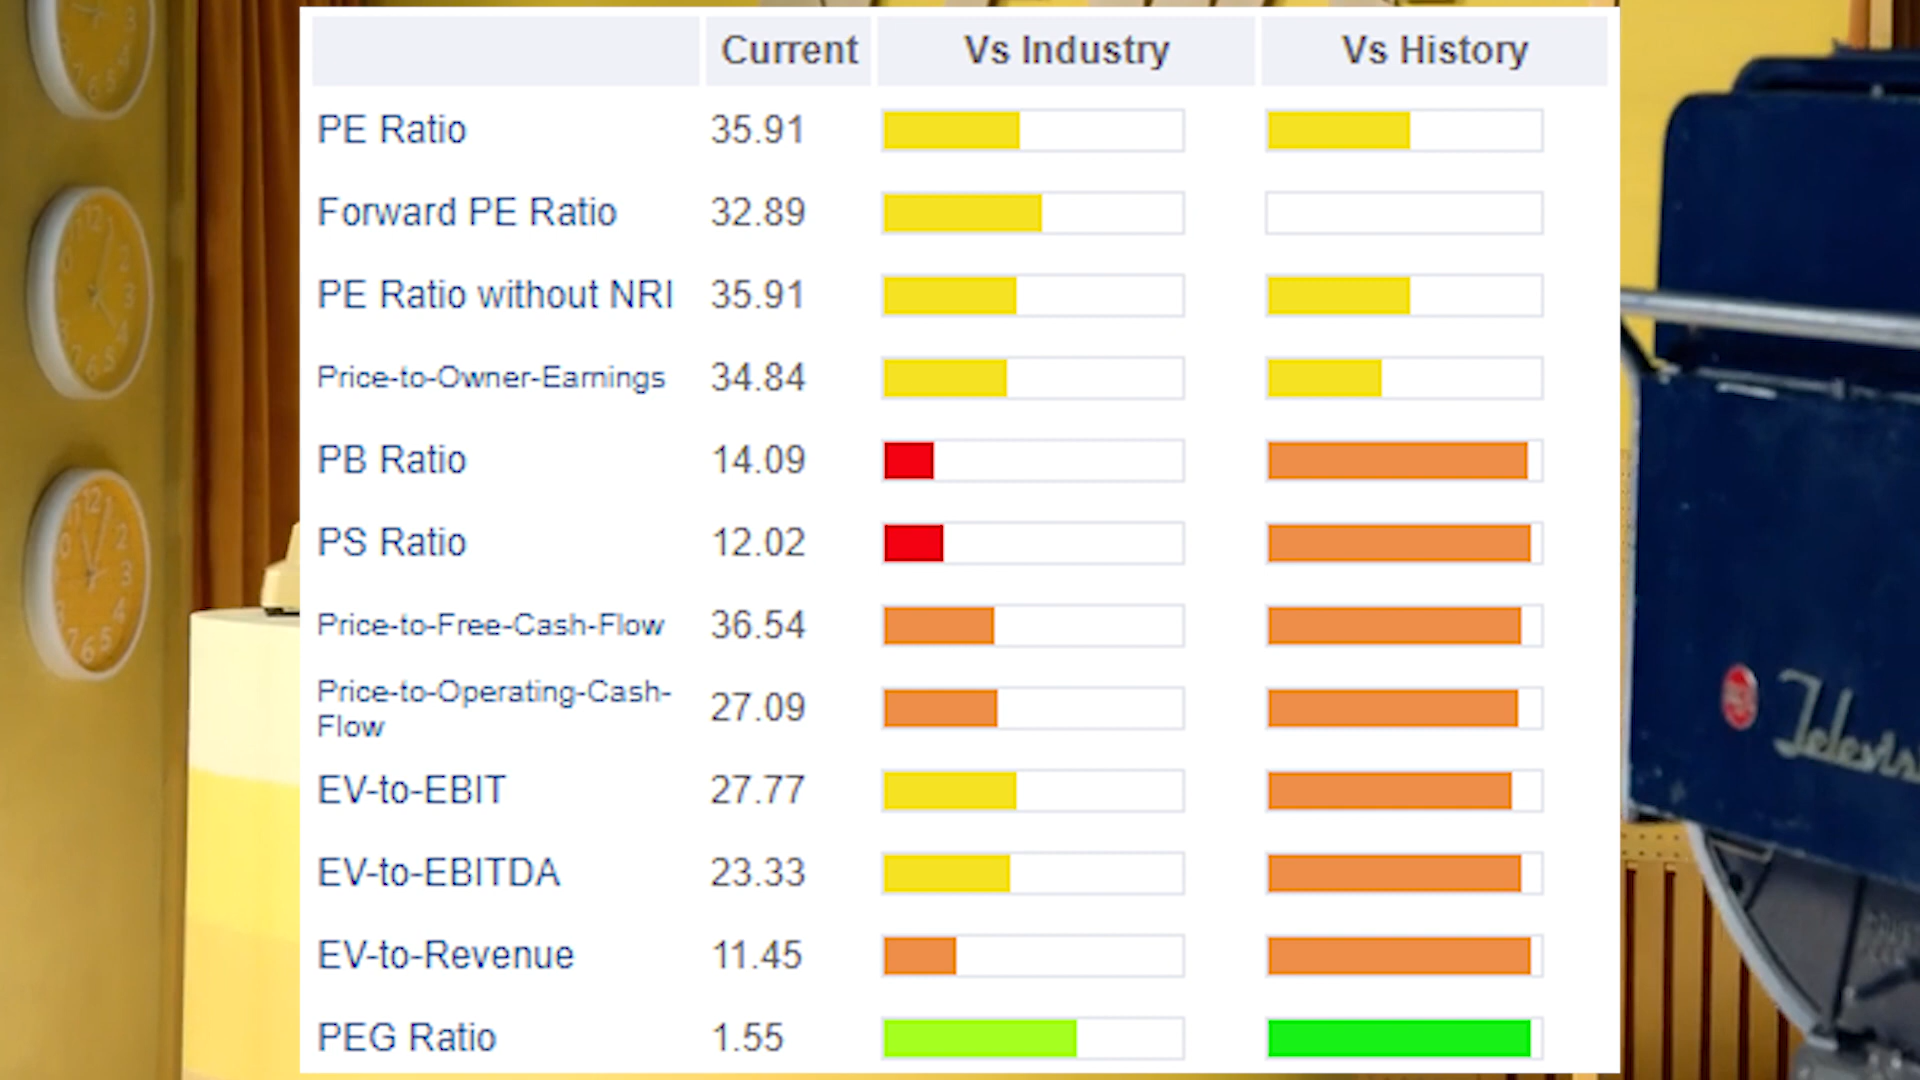 Current Vs Industry Vs History
PE Ratio 35.91
Forward PE Ratio 32.89
PE Ratio without NRI 35.91
Price-to-Owner-Earnings 34.84
PB Ratio 14.09
PS Ratio 12.02
Price-to-Free-Cash-Flow 36.54
Price-to-Operating-Cash-
Flow 27.09
EV-to-EBIT 27.77
EV-to-EBITDA 23.33
EV-to-Revenue 11.45
PEG Ratio 1.55